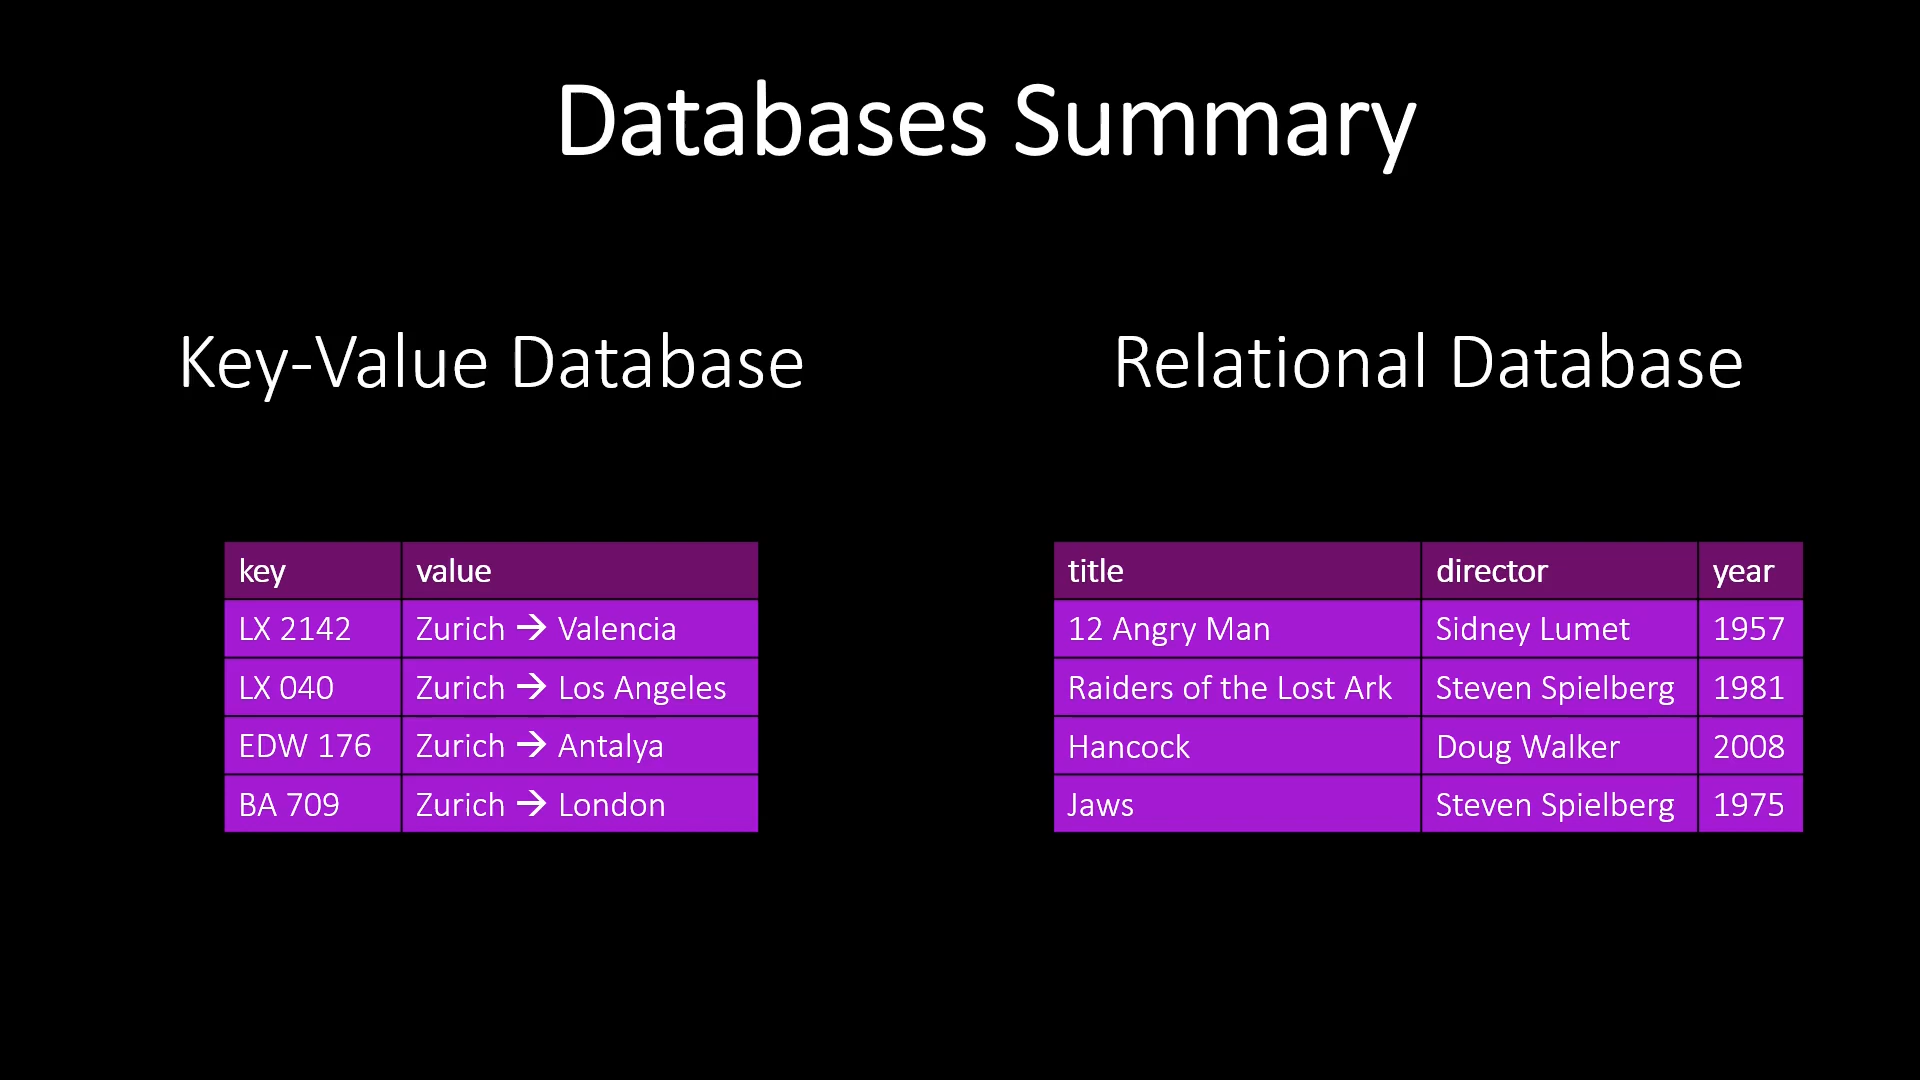 Databases Summary
Key-Value Database
key value
LX 2142 Zurich → Valencia
LX 040 Zurich → Los Angeles
EDW 176 Zurich → Antalya
BA 709 Zurich → London
Relational Database
title director year
12 Angry Man Sidney Lumet 1957
Raiders of the Lost Ark Steven Spielberg 1981
Hancock Doug Walker 2008
Jaws Steven Spielberg 1975